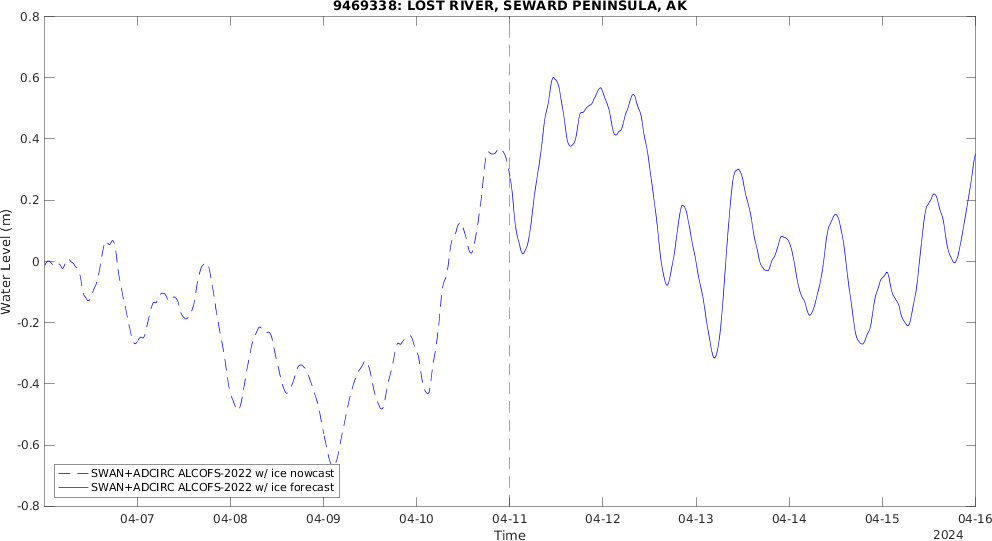 9469338: LOST RIVER, SEWARD PENINSULA, AK
0.8
0.6
0.4
0.2
0
-0.2
-0.4
-0.6
-0.8
Water Level (m)
SWAN+ADCIRC ALCOFS-2022 w/ ice nowcast
SWAN+ADCIRC ALCOFS-2022 w/ ice forecast
04-07 04-08 04-09 04-10 04-11 04-12 04-13 04-14 04-15 04-16
Time
2024